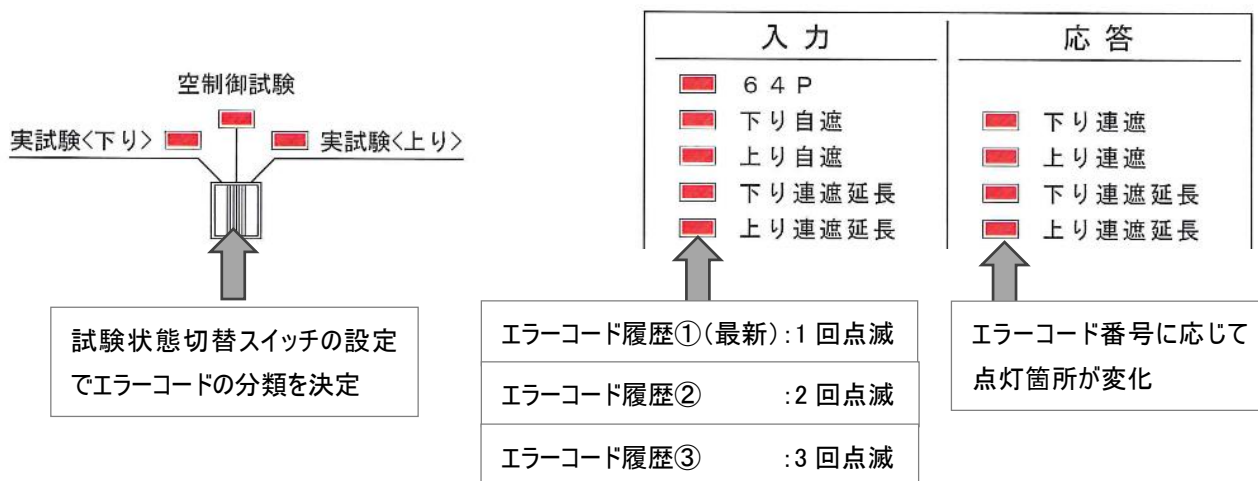 空制御試験
実試験<下り>
実試験<上り>
試験状態切替スイッチの設定
でエラーコードの分類を決定
入力
６４Ｐ
下り自遮
上り自遮
下り連遮延長
上り連遮延長
応答
下り連遮
上り連遮
下り連遮延長
上り連遮延長
エラーコード履歴①(最新):1 回点滅
エラーコード履歴② :2 回点滅
エラーコード履歴③ :3 回点滅
エラーコード番号に応じて
点灯箇所が変化